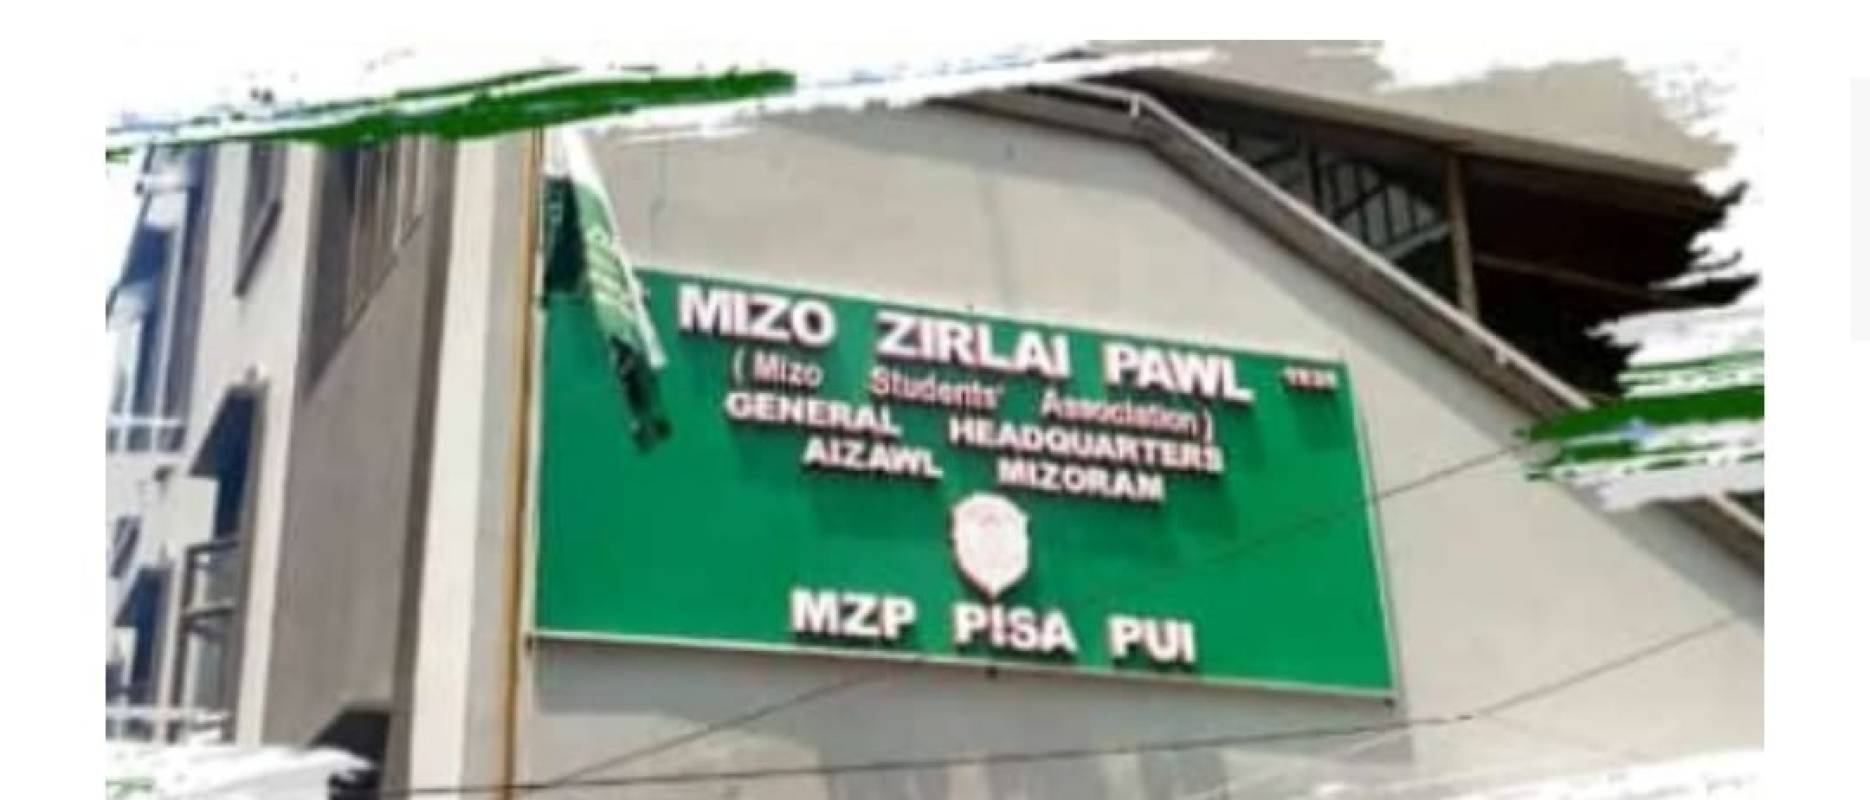 MIZO ZIRLAI PAWL
( Mizo Students' Association )
GENERAL HEADQUARTERS
AIZAWL MIZORAM
MZP PISA PUI